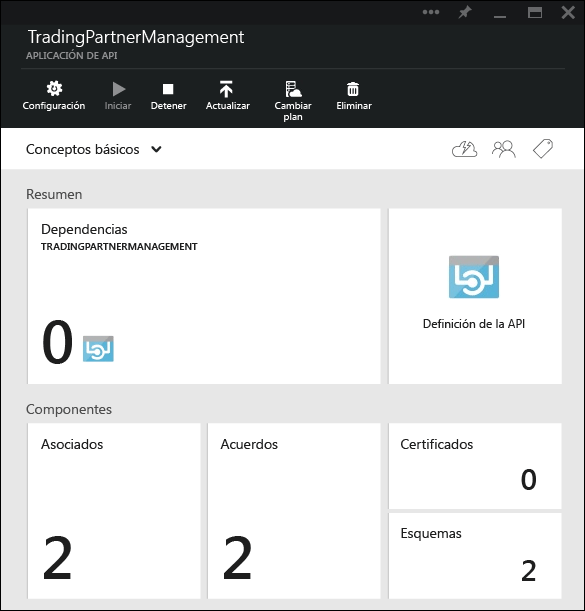 TradingPartnerManagement
APLICACIÓN DE API
Configuración
Iniciar
Detener
Actualizar
Cambiar
plan
Eliminar
Conceptos básicos
Resumen
Dependencias
TRADINGPARTNERMANAGEMENT
0
Definición de la API
Componentes
Asociados
2
Acuerdos
2
Certificados
0
Esquemas
2